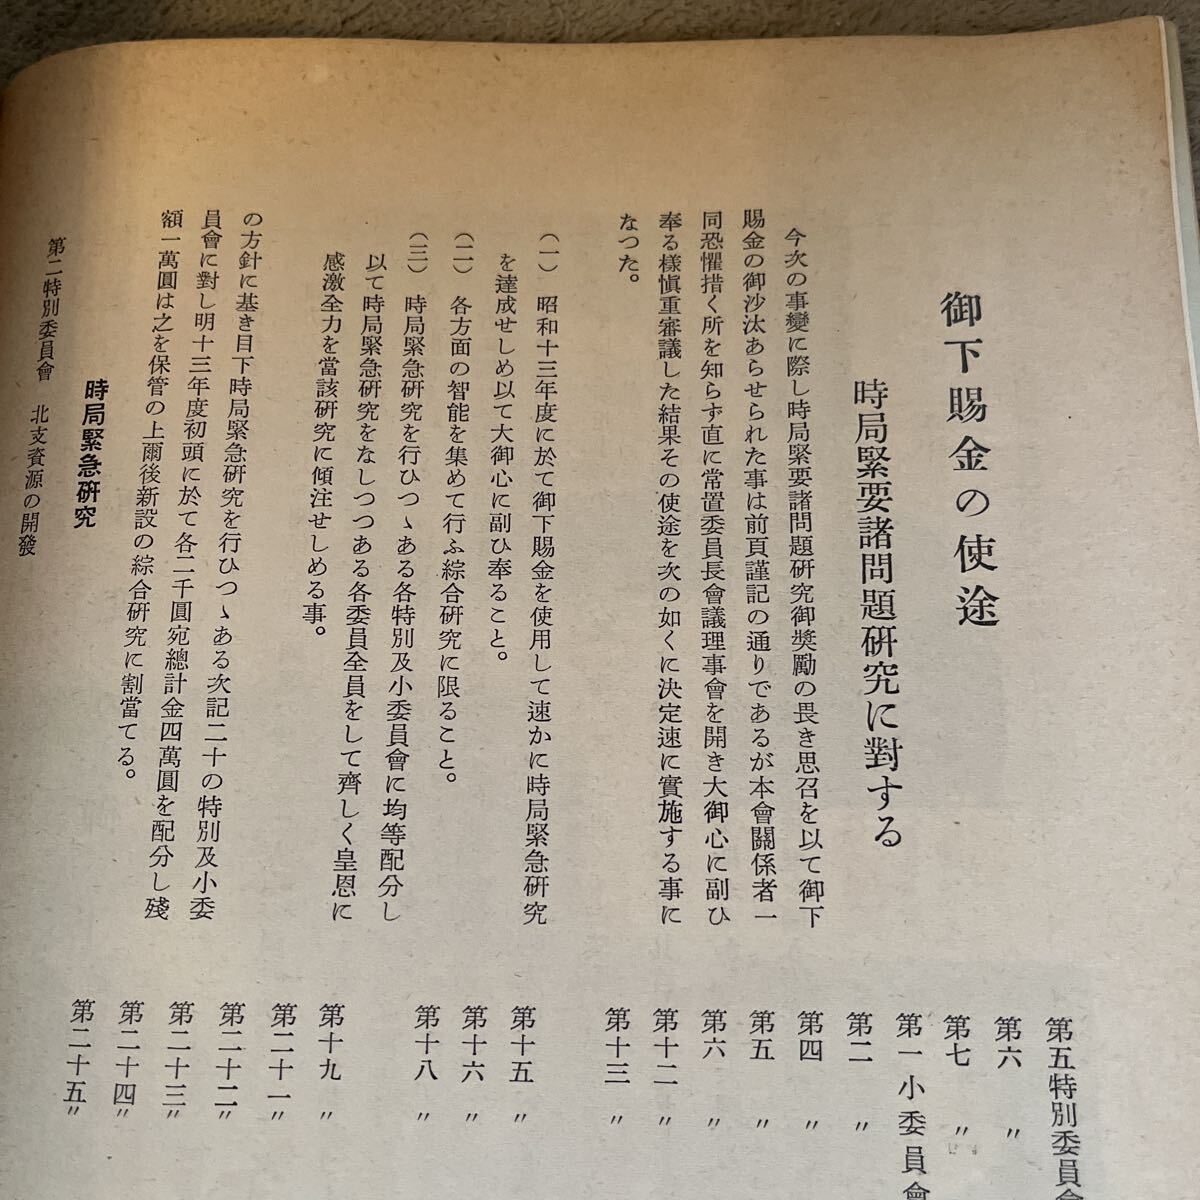 時局緊要諸問題研究に對する
御下賜金の使途
今次の事變に際し時局緊要諸問題研究御奬勵の畏き思召を以て御下
賜金の御沙汰あらせられた事は前頁謹記の通りであるが本會關係者一
同恐懼措く所を知らず直に常置委員長會議理事會を開き大御心に副ひ
奉る樣愼重審議した結果その使途を次の如くに決定速に實施する事に
なつた。
(一) 昭和十三年度に於て御下賜金を使用して速かに時局緊急硏究
を達成せしめ以て大御心に副ひ奉ること。
(二) 各方面の智能を集めて行ふ綜合硏究に限ること。
(三) 時局緊急硏究を行ひつゝある各特別及小委員會に均等配分し
以て時局緊急硏究をなしつつある各委員全員をして齊しく皇恩に
感激全力を當該硏究に傾注せしめる事。
の方針に基き目下時局緊急硏究を行ひつゝある次記二十の特別及小委
員會に對し明十三年度初頭に於て各二千圓宛總計金四萬圓を配分し殘
額一萬圓は之を保管の上爾後新設の綜合硏究に割當てる。
時局緊急硏究
第二特別委員會 北支資源の開發
第五特別委員會
第六 〃
第七 〃
第一小委員會
第二 〃
第四 〃
第五 〃
第六 〃
第十二 〃
第十三 〃
第十五 〃
第十六 〃
第十八 〃
第十九 〃
第二十一〃
第二十二〃
第二十三〃
第二十四〃
第二十五〃